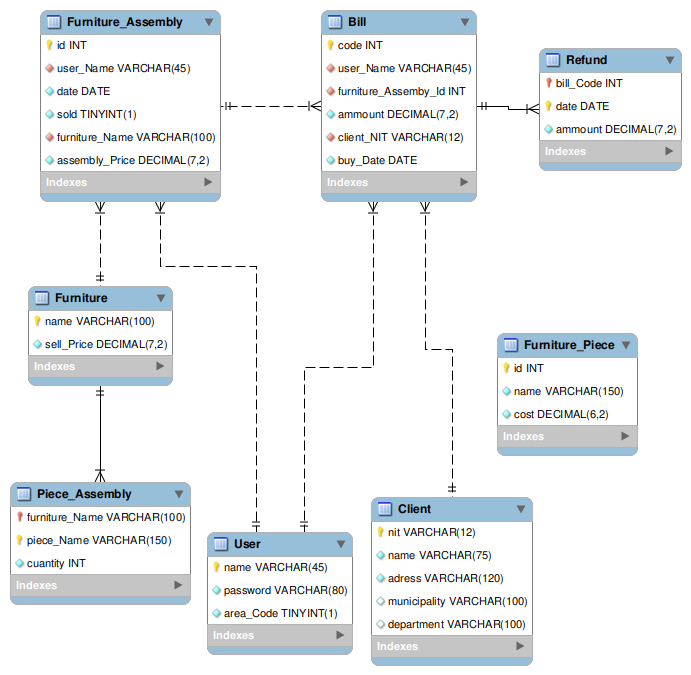 Furniture_Assembly
id INT
user_Name VARCHAR(45)
date DATE
sold TINYINT(1)
furniture_Name VARCHAR(100)
assembly_Price DECIMAL(7,2)
Indexes
Bill
code INT
user_Name VARCHAR(45)
furniture_Assemby_Id INT
ammount DECIMAL(7,2)
client_NIT VARCHAR(12)
buy_Date DATE
Indexes
Refund
bill_Code INT
date DATE
ammount DECIMAL(7,2)
Indexes
Furniture
name VARCHAR(100)
sell_Price DECIMAL(7,2)
Indexes
Furniture_Piece
id INT
name VARCHAR(150)
cost DECIMAL(6,2)
Indexes
Piece_Assembly
furniture_Name VARCHAR(100)
piece_Name VARCHAR(150)
cuantity INT
Indexes
User
name VARCHAR(45)
password VARCHAR(80)
area_Code TINYINT(1)
Indexes
Client
nit VARCHAR(12)
name VARCHAR(75)
adress VARCHAR(120)
municipality VARCHAR(100)
department VARCHAR(100)
Indexes